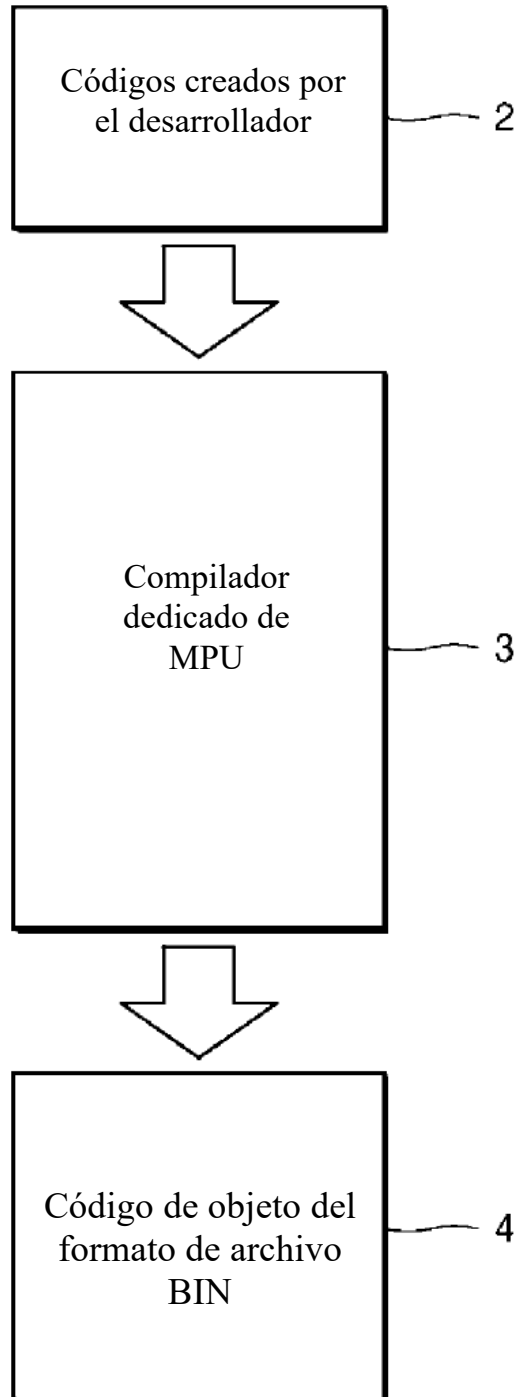 Códigos creados por
el desarrollador
2
Compilador
dedicado de
MPU
3
Código de objeto del
formato de archivo
BIN
4